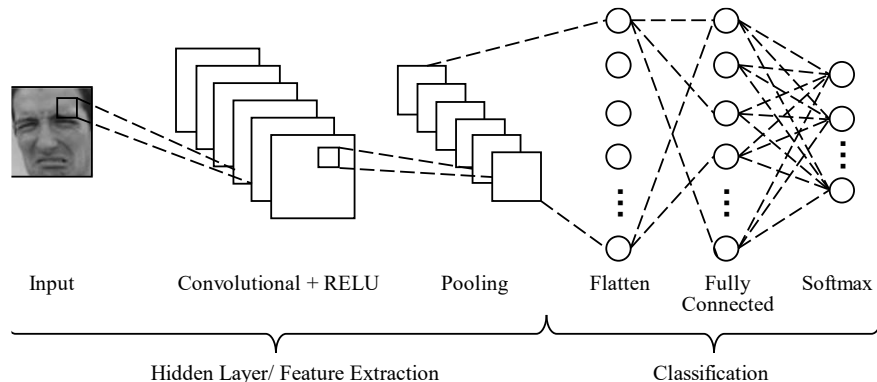 Input
Convolutional + RELU
Pooling
Flatten
Fully
Connected
Softmax
Hidden Layer/ Feature Extraction
Classification